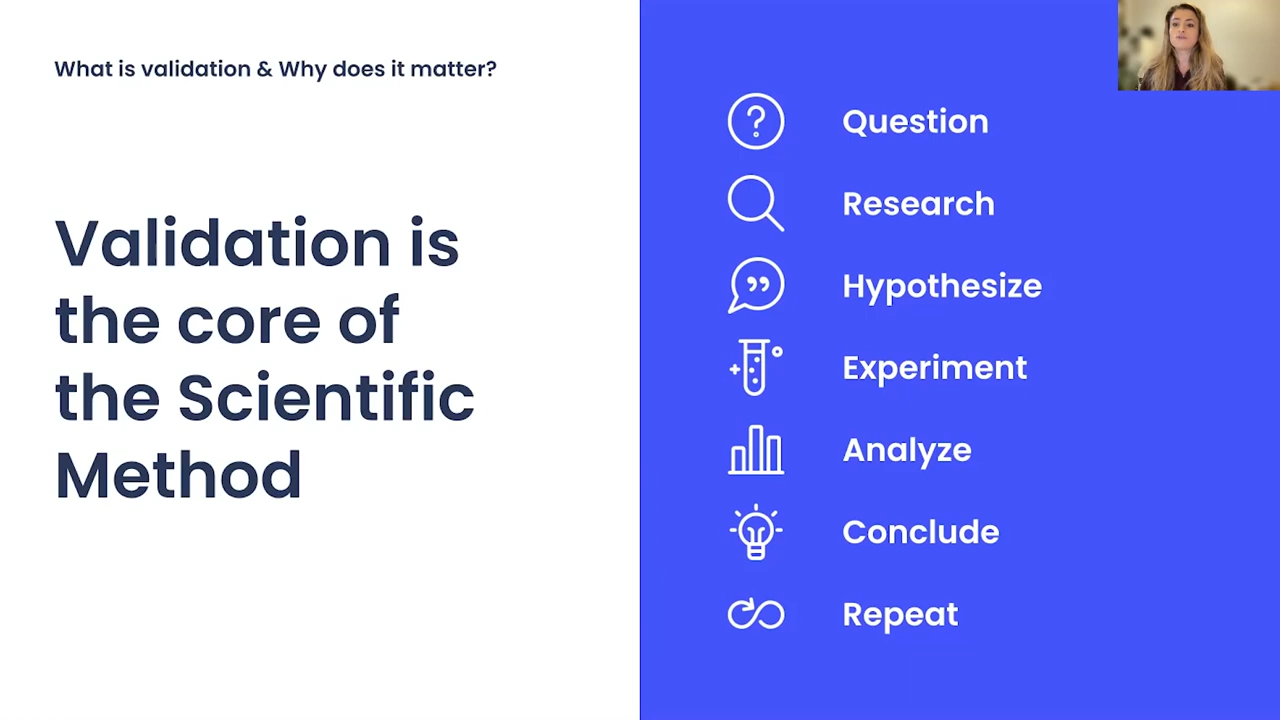 What is validation & Why does it matter?
Validation is
the core of
the Scientific
Method
Question
Research
Hypothesize
Experiment
Analyze
Conclude
Repeat